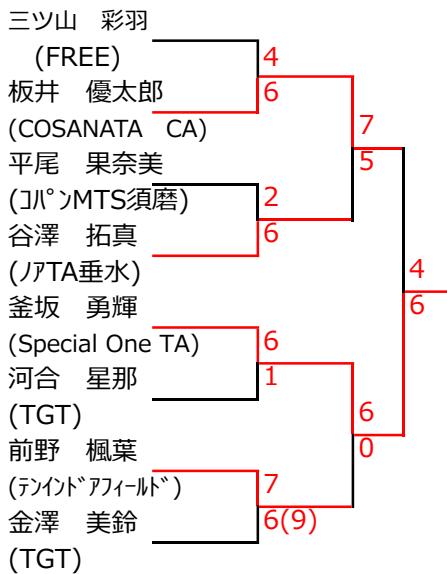 三ツ山　彩羽
(FREE)
4
板井　優太郎
6
(COSANATA　CA)
7
平尾　果奈美
5
(ｺﾊﾟﾝMTS須磨)
2
谷澤　拓真
6
(ﾉｱTA垂水)
4
釜坂　勇輝
6
(Special One TA)
6
河合　星那
1
(TGT)
6
前野　楓葉
0
(ﾃﾝｲﾝﾄﾞｱﾌｨｰﾙﾄﾞ)
7
金澤　美鈴
6(9)
(TGT)